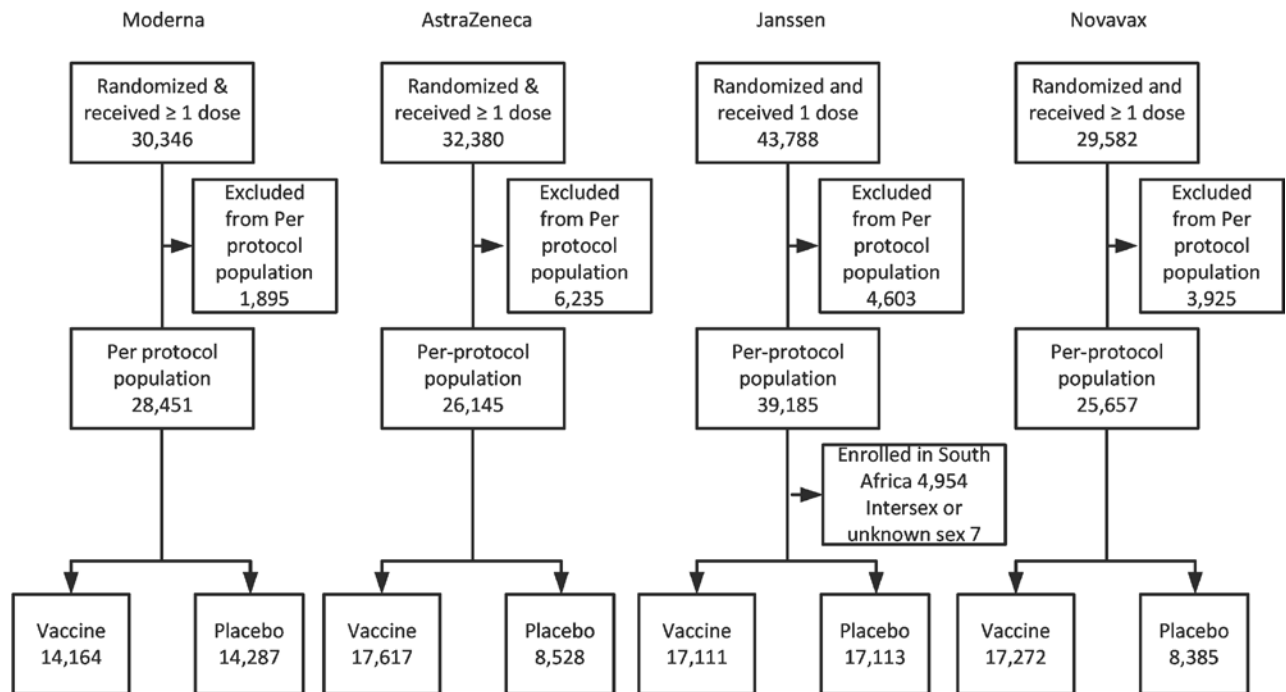 Moderna
AstraZeneca
Janssen
Novavax
Randomized &
received ≥ 1 dose
30,346
Randomized &
received ≥ 1 dose
32,380
Randomized and
received 1 dose
43,788
Randomized and
received ≥ 1 dose
29,582
Excluded
from Per
protocol
population
1,895
Excluded
from Per
protocol
population
6,235
Excluded
from Per
protocol
population
4,603
Excluded
from Per
protocol
population
3,925
Per protocol
population
28,451
Per-protocol
population
26,145
Per-protocol
population
39,185
Per-protocol
population
25,657
Enrolled in South
Africa 4,954
Intersex or
unknown sex 7
Vaccine
14,164
Placebo
14,287
Vaccine
17,617
Placebo
8,528
Vaccine
17,111
Placebo
17,113
Vaccine
17,272
Placebo
8,385